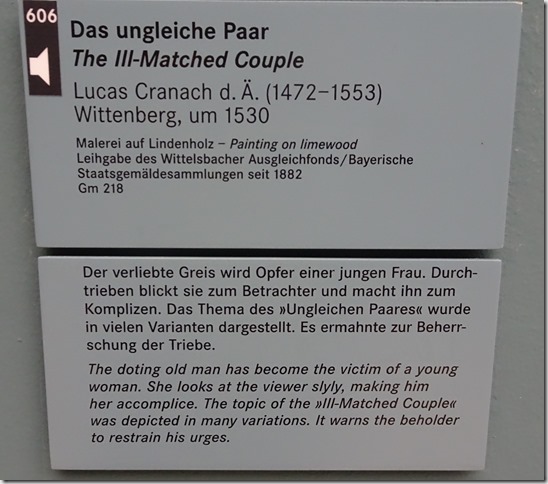 606
Das ungleiche Paar
The Ill-Matched Couple
Lucas Cranach d. Ä. (1472–1553)
Wittenberg, um 1530
Malerei auf Lindenholz – Painting on limewood
Leihgabe des Wittelsbacher Ausgleichfonds/Bayerische
Staatsgemäldesammlungen seit 1882
Gm 218
Der verliebte Greis wird Opfer einer jungen Frau. Durch-
trieben blickt sie zum Betrachter und macht ihn zum
Komplizen. Das Thema des »Ungleichen Paares« wurde
in vielen Varianten dargestellt. Es ermahnte zur Beherr-
schung der Triebe.
The doting old man has become the victim of a young
woman. She looks at the viewer slyly, making him
her accomplice. The topic of the »Ill-Matched Couple«
was depicted in many variations. It warns the beholder
to restrain his urges.